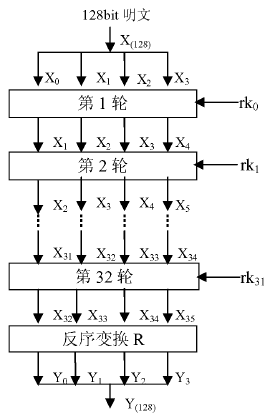 128bit 明文
X(128)
X0 X1 X2 X3
第 1 轮 rk0
X1 X2 X3 X4
第 2 轮 rk1
X2 X3 X4 X5
X31 X32 X33 X34
第 32 轮 rk31
X32 X33 X34 X35
反序变换 R
Y0 Y1 Y2 Y3
Y(128)